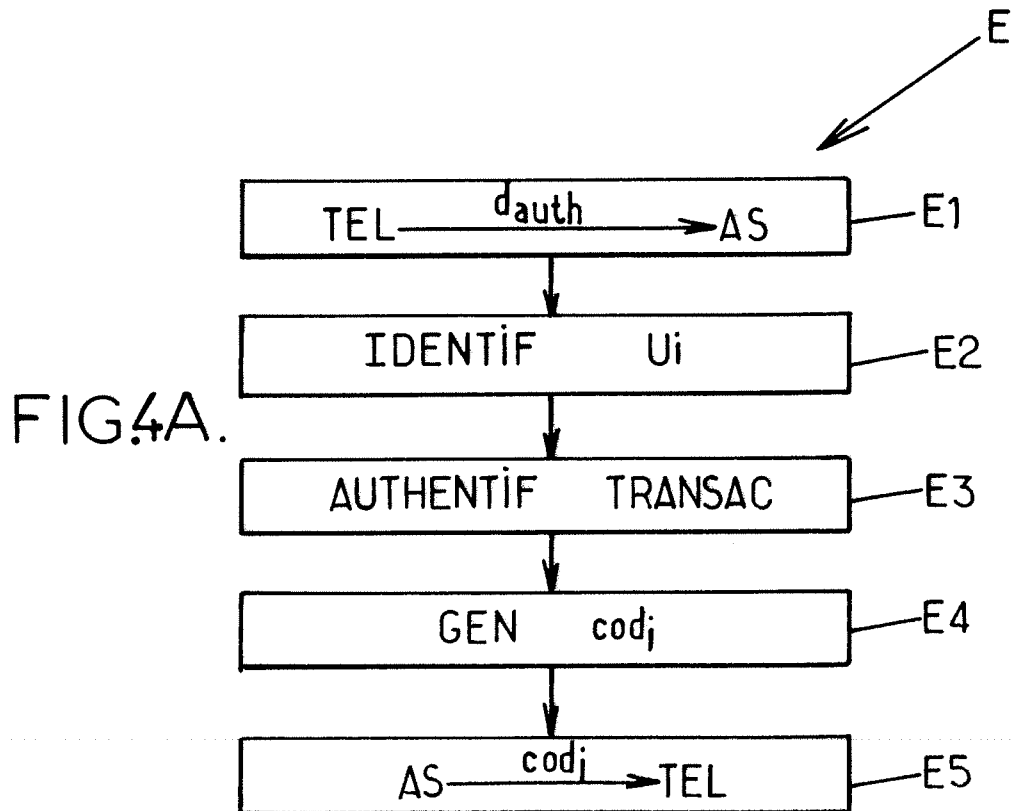 E
d_auth
TEL → AS E1
IDENTIF Ui E2
FIG.4A.
AUTHENTIF TRANSAC E3
GEN cod_j E4
cod_j
AS → TEL E5